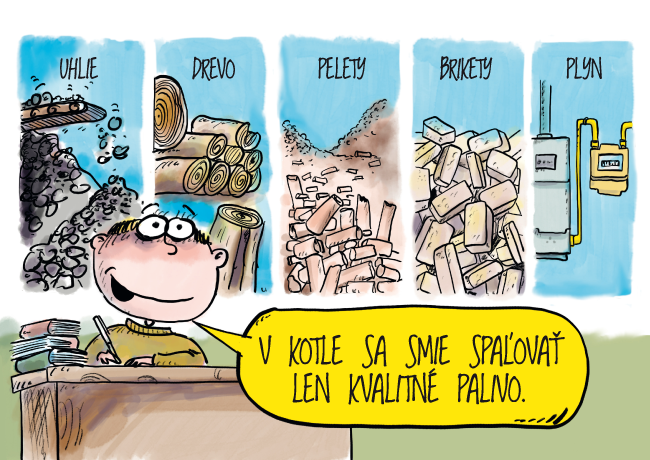 UHLIE
DREVO
PELETY
BRIKETY
PLYN
V KOTLE SA SMIE SPAĽOVAŤ
LEN KVALITNÉ PALIVO.